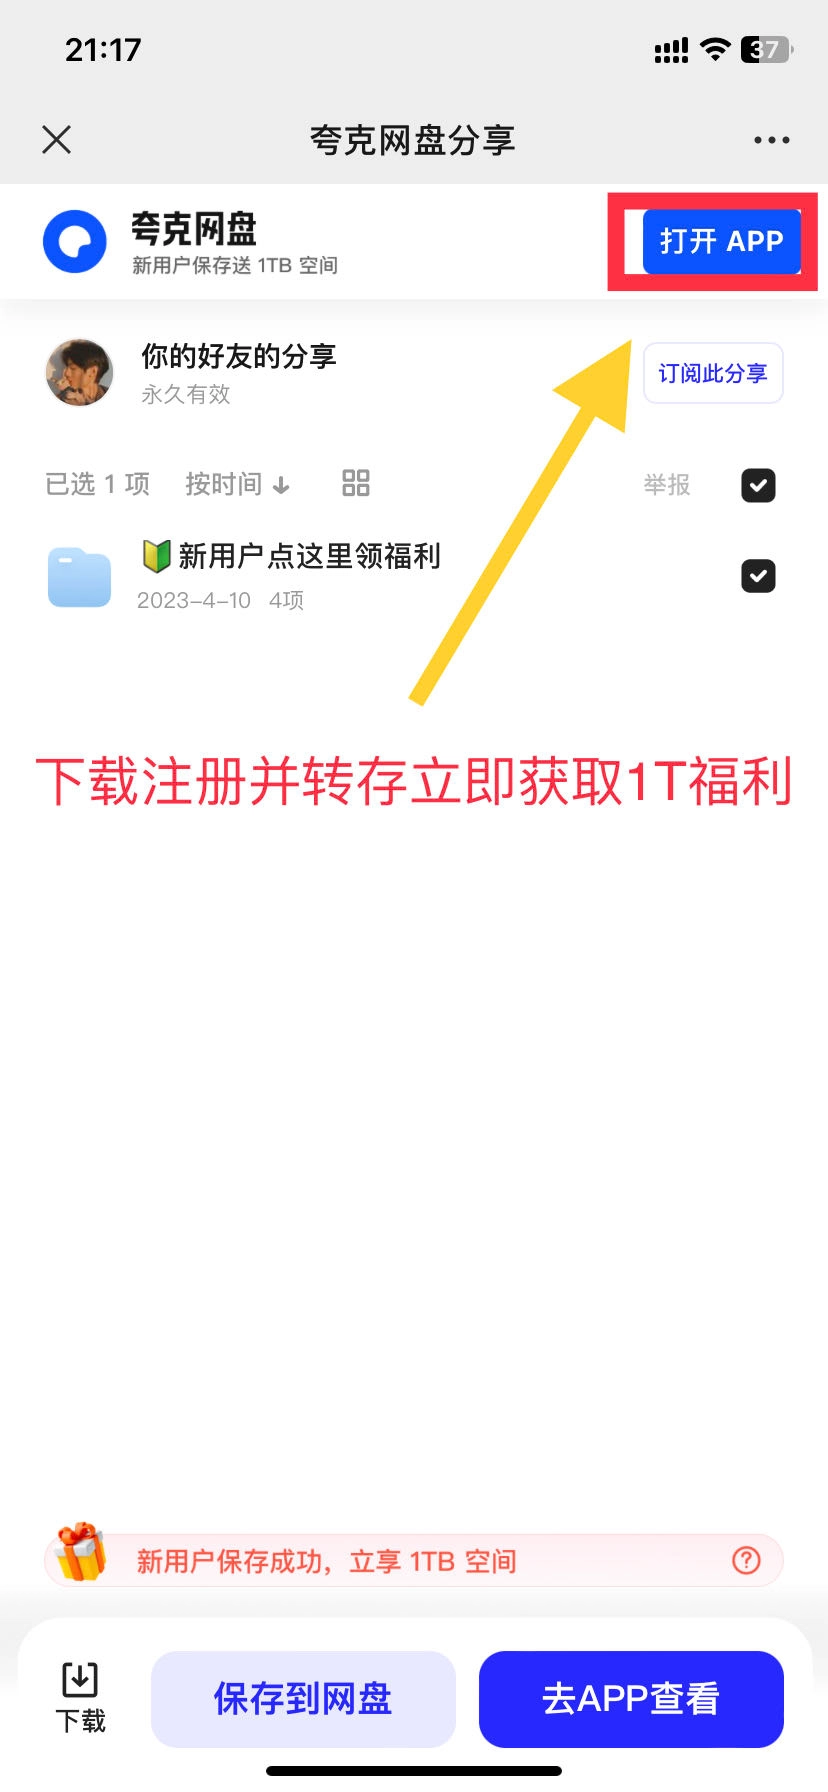 21:17
37
夸克网盘分享
夸克网盘
新用户保存送 1TB 空间
打开 APP
你的好友的分享
永久有效
订阅此分享
已选 1 项 按时间
举报
🔰新用户点这里领福利
2023-4-10 4项
下载注册并转存立即获取1T福利
新用户保存成功，立享 1TB 空间
下载
保存到网盘
去APP查看